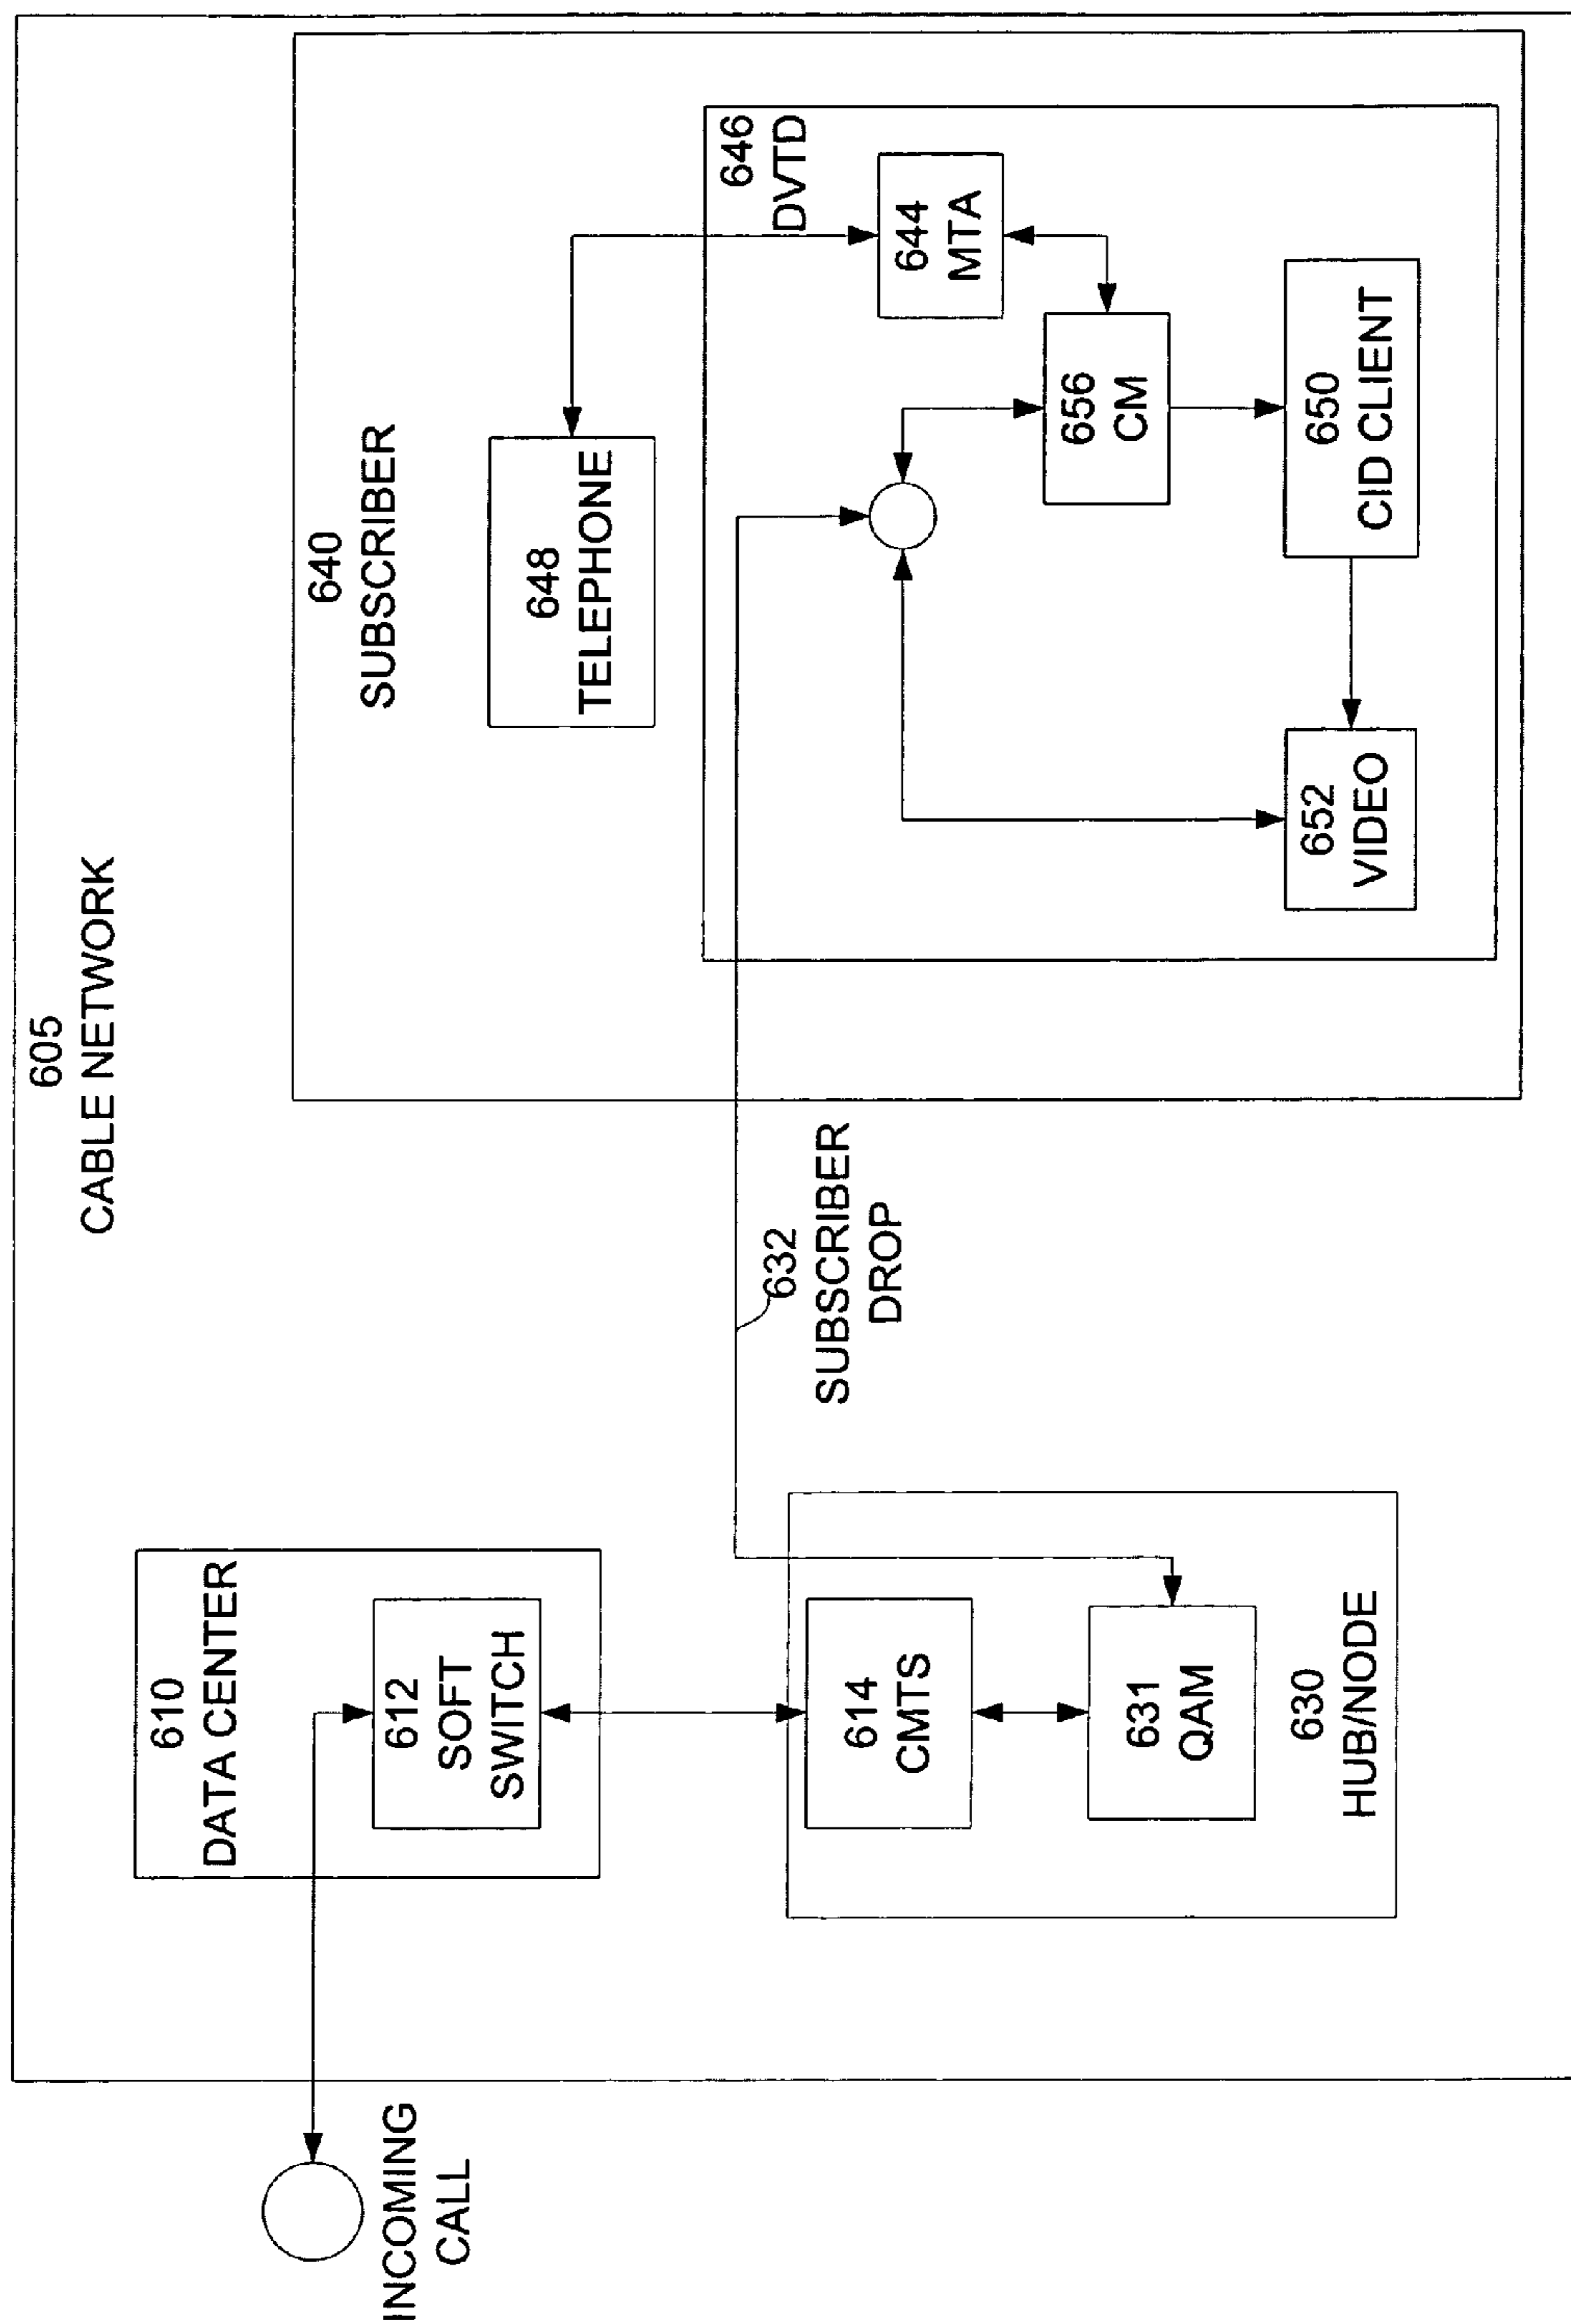 605
CABLE NETWORK
INCOMING
CALL
610
DATA CENTER
612
SOFT
SWITCH
614
CMTS
631
QAM
630
HUB/NODE
632
SUBSCRIBER
DROP
640
SUBSCRIBER
648
TELEPHONE
646
DVTD
644
MTA
656
CM
650
CID CLIENT
652
VIDEO